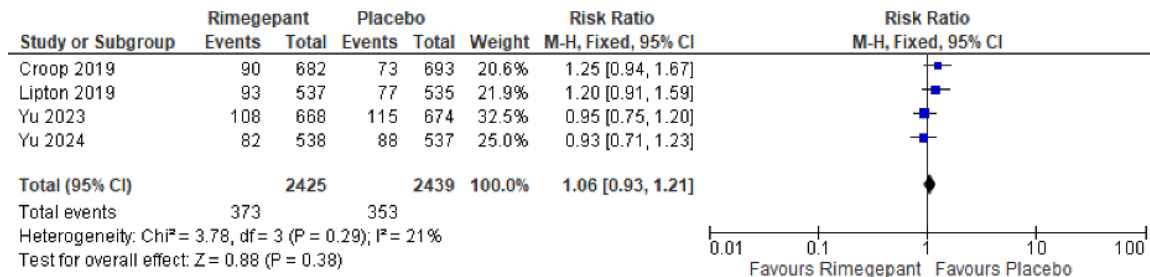 Rimegepant Placebo Risk Ratio Risk Ratio
Study or Subgroup Events Total Events Total Weight M-H, Fixed, 95% CI M-H, Fixed, 95% CI
Croop 2019 90 682 73 693 20.6% 1.25 [0.94, 1.67]
Lipton 2019 93 537 77 535 21.9% 1.20 [0.91, 1.59]
Yu 2023 108 668 115 674 32.5% 0.95 [0.75, 1.20]
Yu 2024 82 538 88 537 25.0% 0.93 [0.71, 1.23]
Total (95% CI) 2425 2439 100.0% 1.06 [0.93, 1.21]
Total events 373 353
Heterogeneity: Chi² = 3.78, df = 3 (P = 0.29); I² = 21%
Test for overall effect: Z = 0.88 (P = 0.38)
0.01 0.1 1 10 100
Favours Rimegepant Favours Placebo